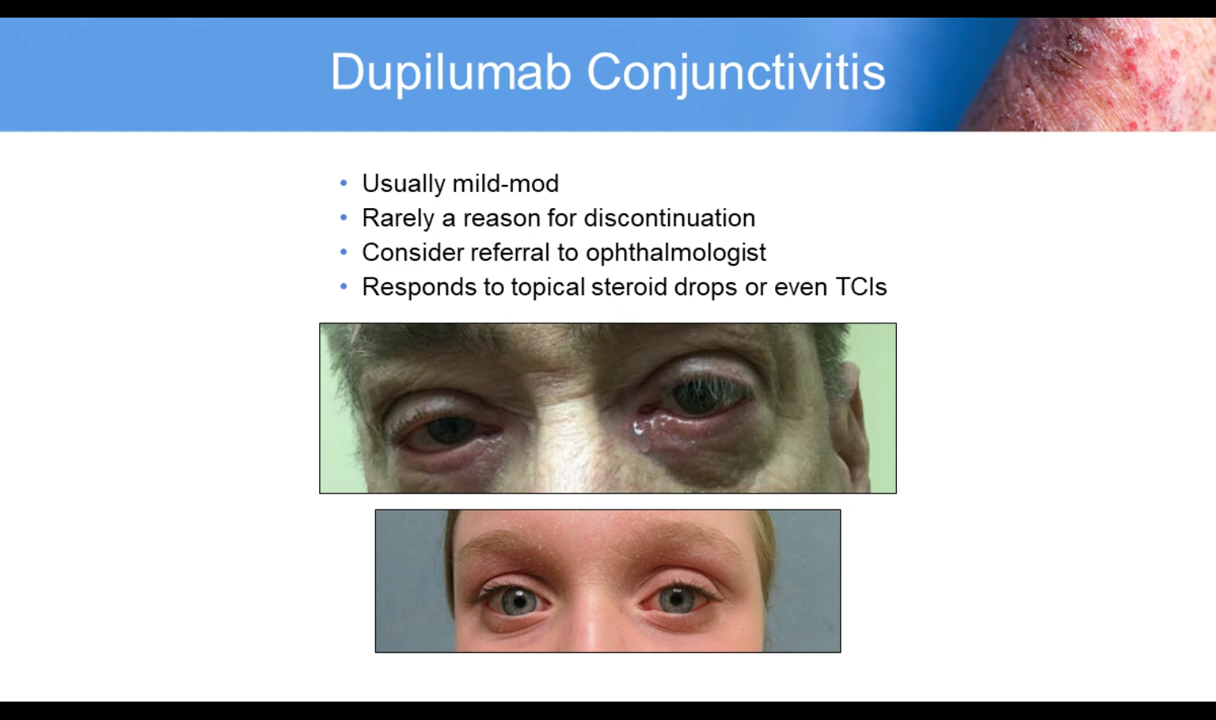 Dupilumab Conjunctivitis
• Usually mild-mod
• Rarely a reason for discontinuation
• Consider referral to ophthalmologist
• Responds to topical steroid drops or even TCIs